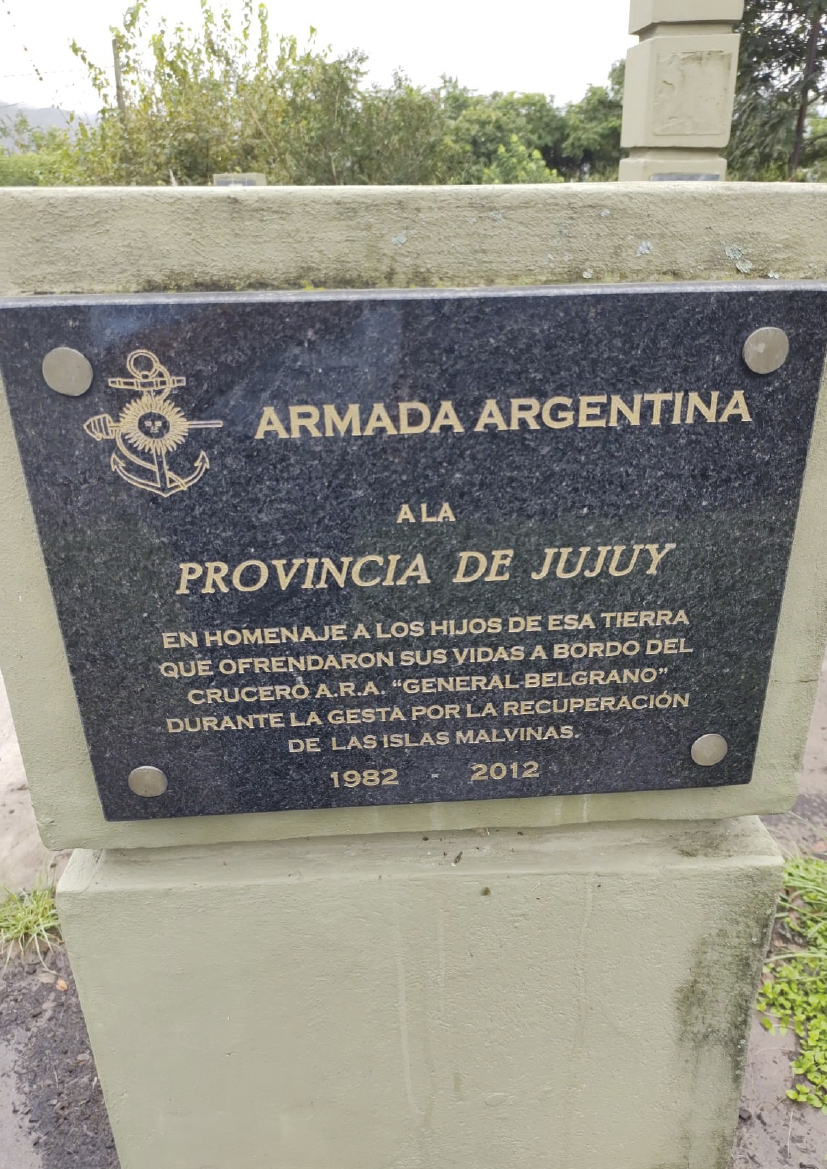 ARMADA ARGENTINA
A LA
PROVINCIA DE JUJUY
EN HOMENAJE A LOS HIJOS DE ESA TIERRA
QUE OFRENDARON SUS VIDAS A BORDO DEL
CRUCERO A.R.A. “GENERAL BELGRANO”
DURANTE LA GESTA POR LA RECUPERACIÓN
DE LAS ISLAS MALVINAS.
1982 - 2012